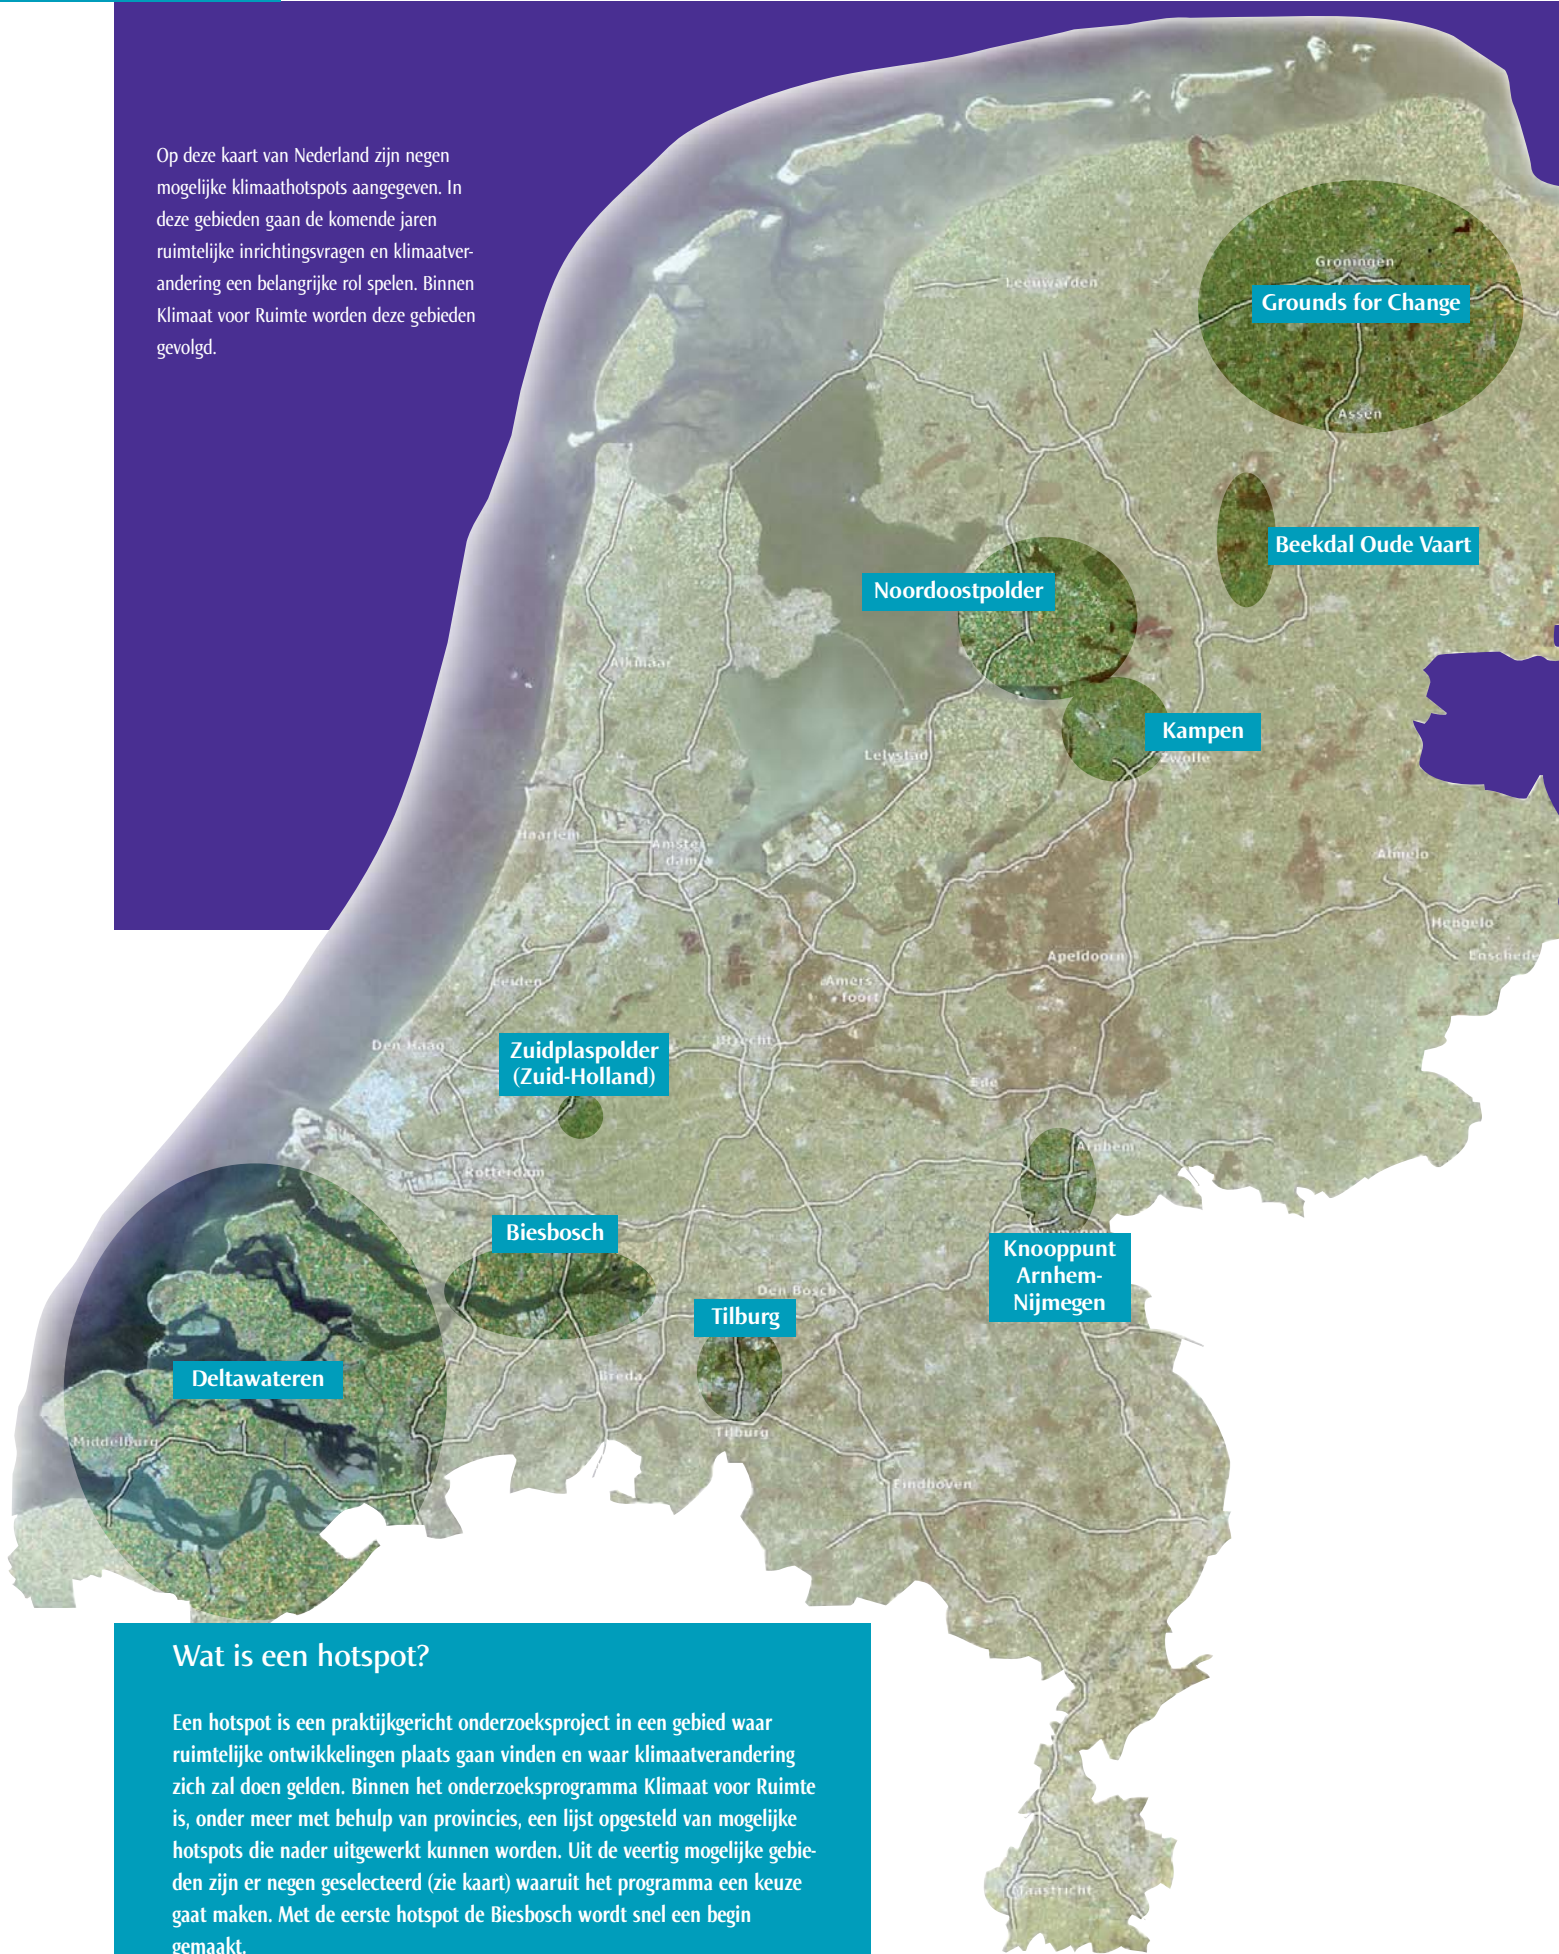 Op deze kaart van Nederland zijn negen
mogelijke klimaathotspots aangegeven. In
deze gebieden gaan de komende jaren
ruimtelijke inrichtingsvragen en klimaatver-
andering een belangrijke rol spelen. Binnen
Klimaat voor Ruimte worden deze gebieden
gevolgd.
Groningen
Leeuwarden
Grounds for Change
Assen
Beekdal Oude Vaart
Noordoostpolder
Alkmaar
Kampen
Lelystad
Zwolle
Haarlem
Amster
dam
Almelo
Hengelo
Enschede
Apeldoorn
Leiden
Amers
foort
Den Haag
Zuidplaspolder
(Zuid-Holland)
Utrecht
Ede
Arnhem
Rotterdam
Biesbosch
Nijmegen
Knooppunt
Arnhem-
Nijmegen
Den Bosch
Tilburg
Deltawateren
Breda
Middelburg
Tilburg
Eindhoven
Wat is een hotspot?
Een hotspot is een praktijkgericht onderzoeksproject in een gebied waar
ruimtelijke ontwikkelingen plaats gaan vinden en waar klimaatverandering
zich zal doen gelden. Binnen het onderzoeksprogramma Klimaat voor Ruimte
is, onder meer met behulp van provincies, een lijst opgesteld van mogelijke
hotspots die nader uitgewerkt kunnen worden. Uit de veertig mogelijke gebie-
den zijn er negen geselecteerd (zie kaart) waaruit het programma een keuze
gaat maken. Met de eerste hotspot de Biesbosch wordt snel een begin
gemaakt.
Maastricht